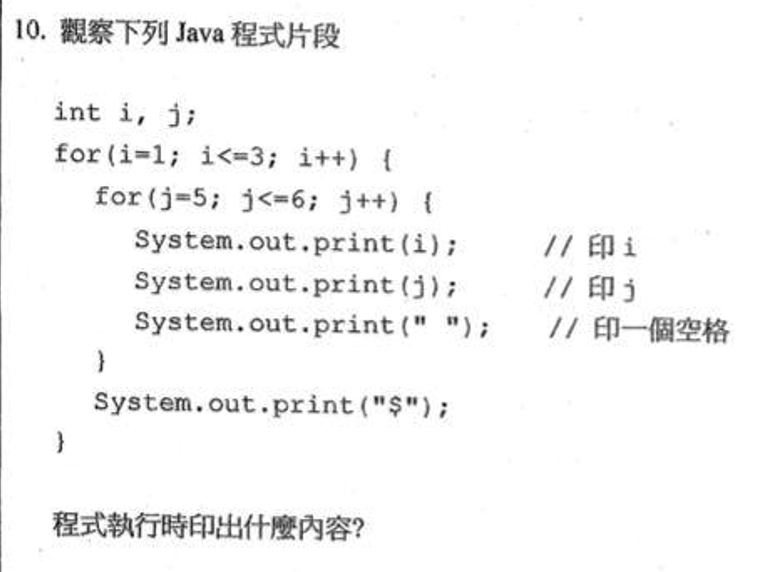 10. 觀察下列 Java 程式片段
int i, j;
for(i=1; i<=3; i++) {
for(j=5; j<=6; j++) {
System.out.print(i); // 印 i
System.out.print(j); // 印 j
System.out.print(" "); // 印一個空格
}
System.out.print("$");
}
程式執行時印出什麼內容?